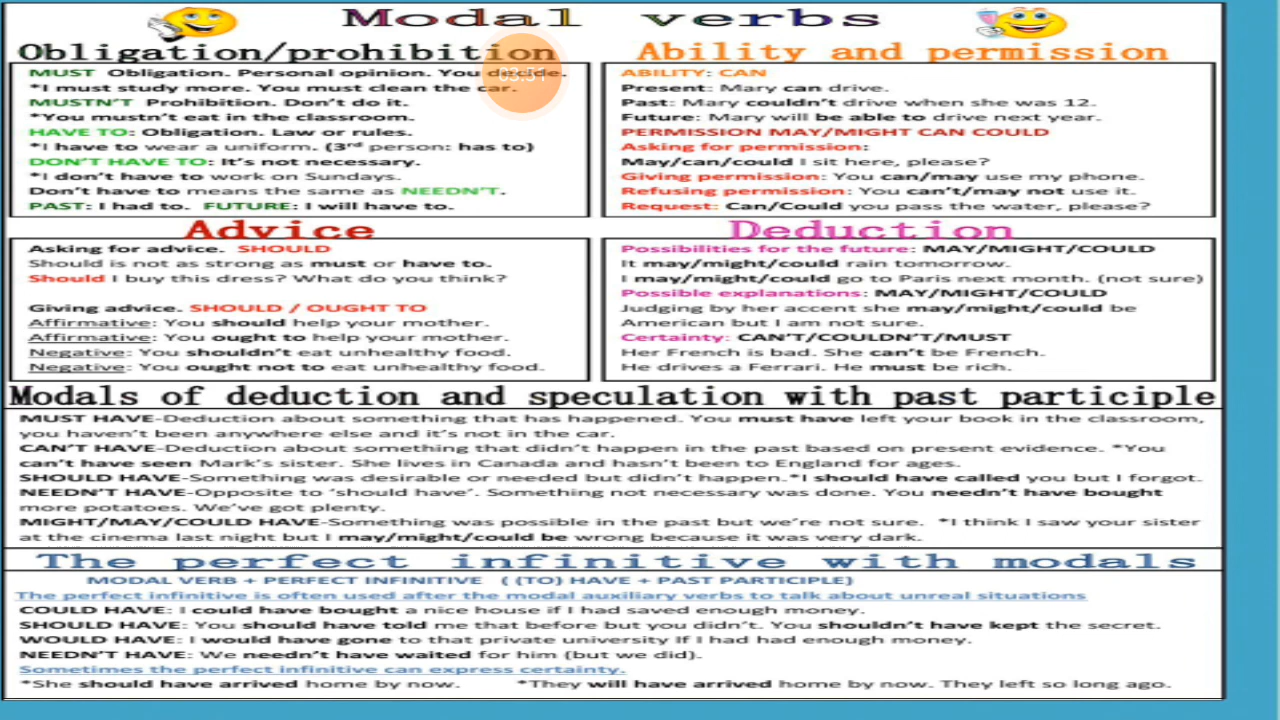 Modal verbs
Obligation/prohibition
MUST Obligation. Personal opinion. You decide.
*I must study more. You must clean the car.
MUSTN'T Prohibition. Don't do it.
*You mustn't eat in the classroom.
HAVE TO: Obligation. Law or rules.
*I have to wear a uniform. (3rd person: has to)
DON'T HAVE TO: It's not necessary.
*I don't have to work on Sundays.
Don't have to means the same as NEEDN'T.
PAST: I had to. FUTURE: I will have to.
03:51
Ability and permission
ABILITY: CAN
Present: Mary can drive.
Past: Mary couldn't drive when she was 12.
Future: Mary will be able to drive next year.
PERMISSION MAY/MIGHT CAN COULD
Asking for permission:
May/can/could I sit here, please?
Giving permission: You can/may use my phone.
Refusing permission: You can't/may not use it.
Request: Can/Could you pass the water, please?
Advice
Asking for advice. SHOULD
Should is not as strong as must or have to.
Should I buy this dress? What do you think?
Giving advice. SHOULD / OUGHT TO
Affirmative: You should help your mother.
Affirmative: You ought to help your mother.
Negative: You shouldn't eat unhealthy food.
Negative: You ought not to eat unhealthy food.
Deduction
Possibilities for the future: MAY/MIGHT/COULD
It may/might/could rain tomorrow.
I may/might/could go to Paris next month. (not sure)
Possible explanations: MAY/MIGHT/COULD
Judging by her accent she may/might/could be
American but I am not sure.
Certainty: CAN'T/COULDN'T/MUST
Her French is bad. She can't be French.
He drives a Ferrari. He must be rich.
Modals of deduction and speculation with past participle
MUST HAVE-Deduction about something that has happened. You must have left your book in the classroom,
you haven't been anywhere else and it's not in the car.
CAN'T HAVE-Deduction about something that didn't happen in the past based on present evidence. *You
can't have seen Mark's sister. She lives in Canada and hasn't been to England for ages.
SHOULD HAVE-Something was desirable or needed but didn't happen.*I should have called you but I forgot.
NEEDN'T HAVE-Opposite to 'should have'. Something not necessary was done. You needn't have bought
more potatoes. We've got plenty.
MIGHT/MAY/COULD HAVE-Something was possible in the past but we're not sure. *I think I saw your sister
at the cinema last night but I may/might/could be wrong because it was very dark.
The perfect infinitive with modals
MODAL VERB + PERFECT INFINITIVE ( (TO) HAVE + PAST PARTICIPLE)
The perfect infinitive is often used after the modal auxiliary verbs to talk about unreal situations
COULD HAVE: I could have bought a nice house if I had saved enough money.
SHOULD HAVE: You should have told me that before but you didn't. You shouldn't have kept the secret.
WOULD HAVE: I would have gone to that private university If I had had enough money.
NEEDN'T HAVE: We needn't have waited for him (but we did).
Sometimes the perfect infinitive can express certainty.
*She should have arrived home by now. *They will have arrived home by now. They left so long ago.